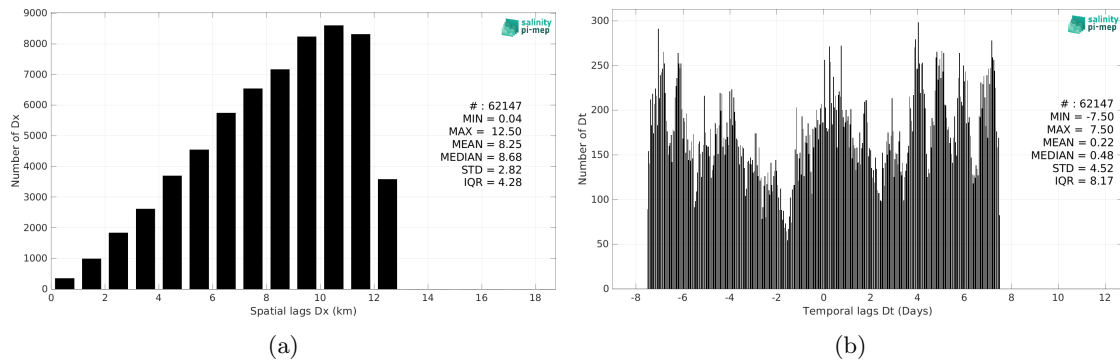 9000
8000
7000
6000
5000
4000
3000
2000
1000
0
Number of Dx
0 2 4 6 8 10 12 14 16 18
Spatial lags Dx (km)
salinity
pi-mep
# : 62147
MIN = 0.04
MAX = 12.50
MEAN = 8.25
MEDIAN = 8.68
STD = 2.82
IQR = 4.28
(a)
300
250
200
150
100
50
0
Number of Dt
-8 -6 -4 -2 0 2 4 6 8 10 12
Temporal lags Dt (Days)
salinity
pi-mep
# : 62147
MIN = -7.50
MAX = 7.50
MEAN = 0.22
MEDIAN = 0.48
STD = 4.52
IQR = 8.17
(b)